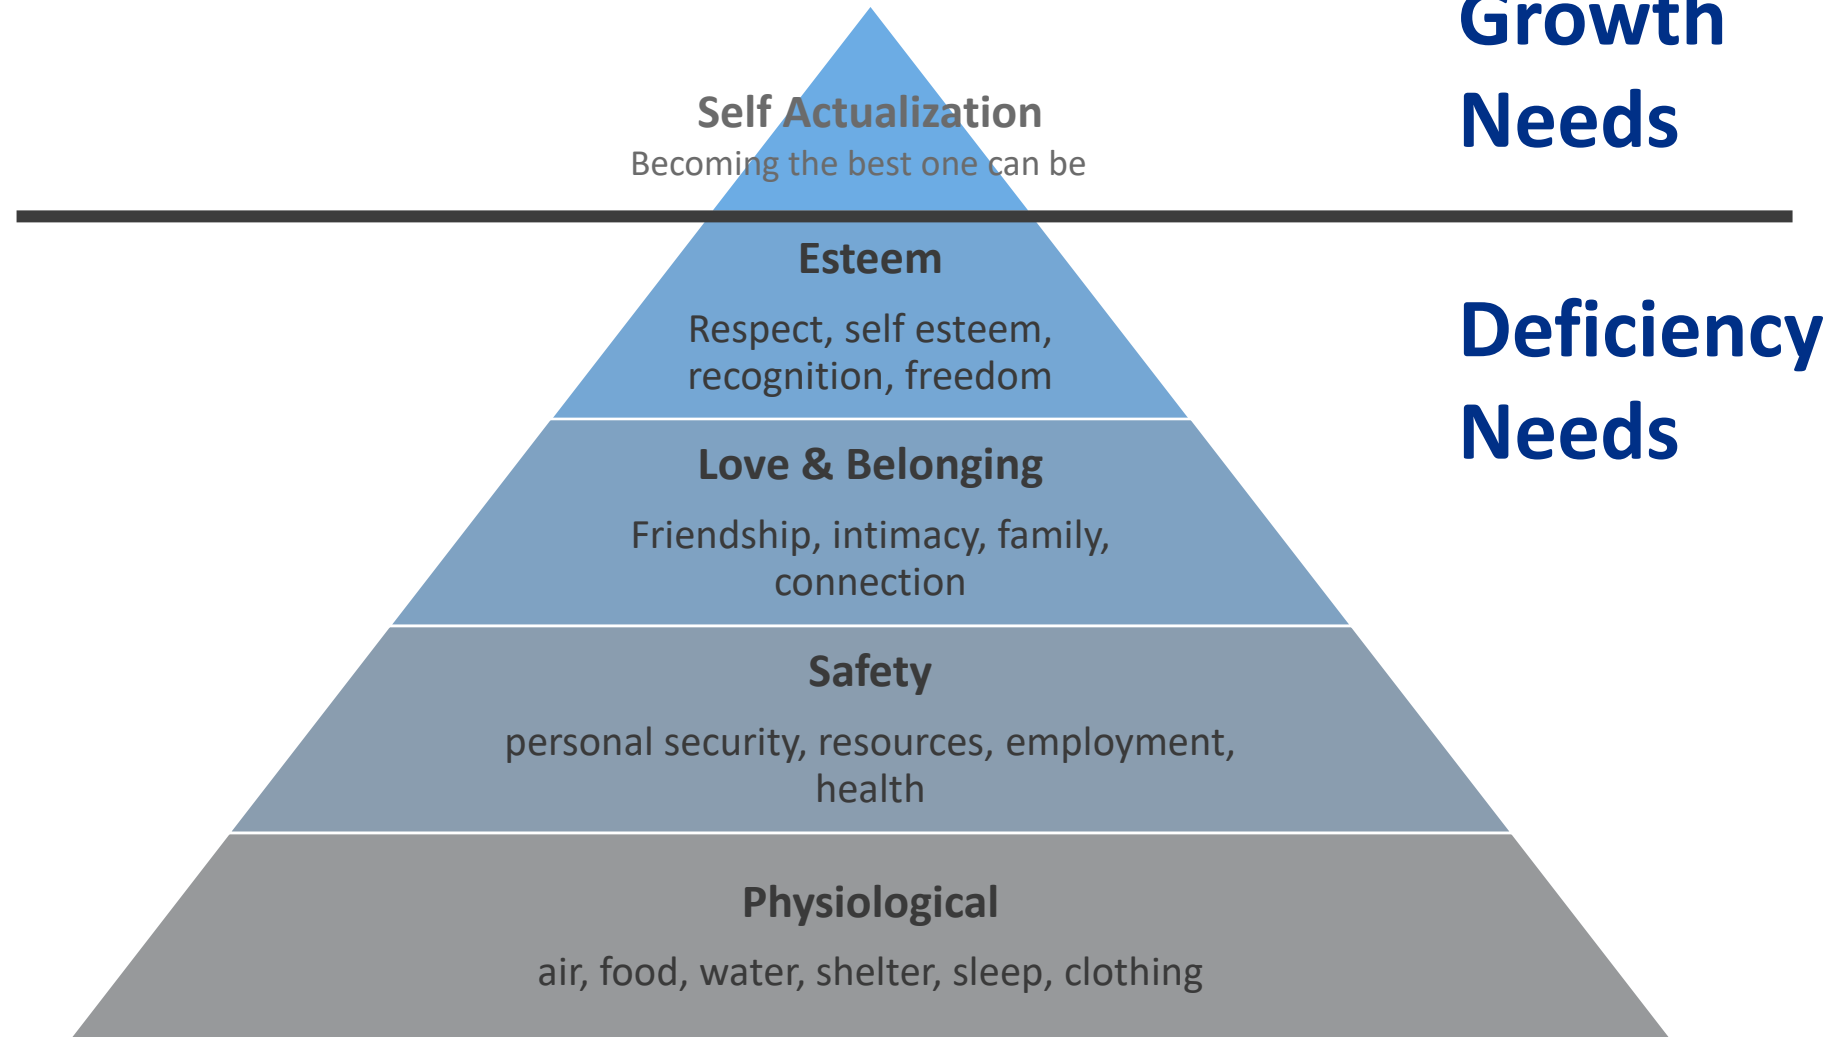 Growth
Needs
Self Actualization
Becoming the best one can be
Esteem
Respect, self esteem,
recognition, freedom
Deficiency
Needs
Love & Belonging
Friendship, intimacy, family,
connection
Safety
personal security, resources, employment,
health
Physiological
air, food, water, shelter, sleep, clothing